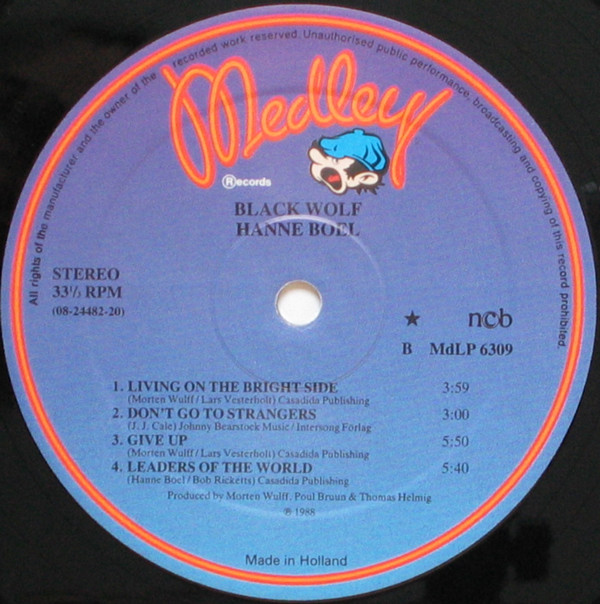 All rights of the manufacturer and the owner of the recorded work reserved. Unauthorised public performance, broadcasting and copying of this record prohibited.
Medley
Records
BLACK WOLF
HANNE BOEL
STEREO
33⅓ RPM
(08-24482-20)
★ ncb
B MdLP 6309
1. LIVING ON THE BRIGHT SIDE 3:59
(Morten Wulff/Lars Vesterholt) Casadida Publishing
2. DON'T GO TO STRANGERS 3:00
(J. J. Cale) Johnny Bearstock Music/Intersong Förlag
3. GIVE UP 5:50
(Morten Wulff/Lars Vesterholt) Casadida Publishing
4. LEADERS OF THE WORLD 5:40
(Hanne Boel/Bob Ricketts) Casadida Publishing
Produced by Morten Wulff, Poul Bruun & Thomas Helmig
℗ 1988
Made in Holland